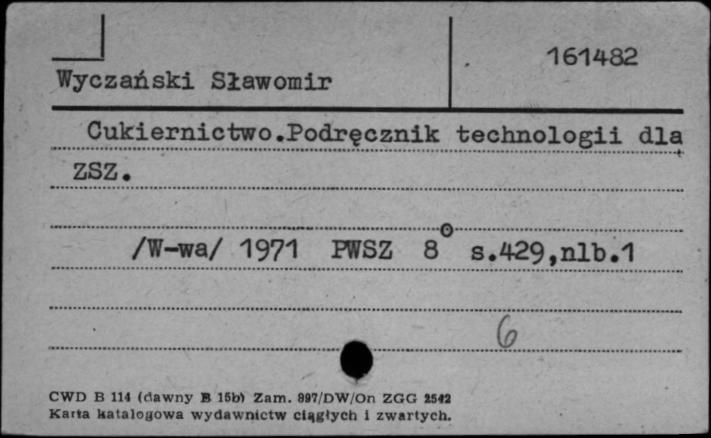 161482
Wyczański Sławomir
Cukiernictwo.Podręcznik technologii dla
ZSZ.
/W-wa/ 1971 PWSZ 8° s.429,nlb.1
6
CWD B 114 (dawny B 15b) Zam. 897/DW/On ZGG 2542
Karta katalogowa wydawnictw ciągłych i zwartych.